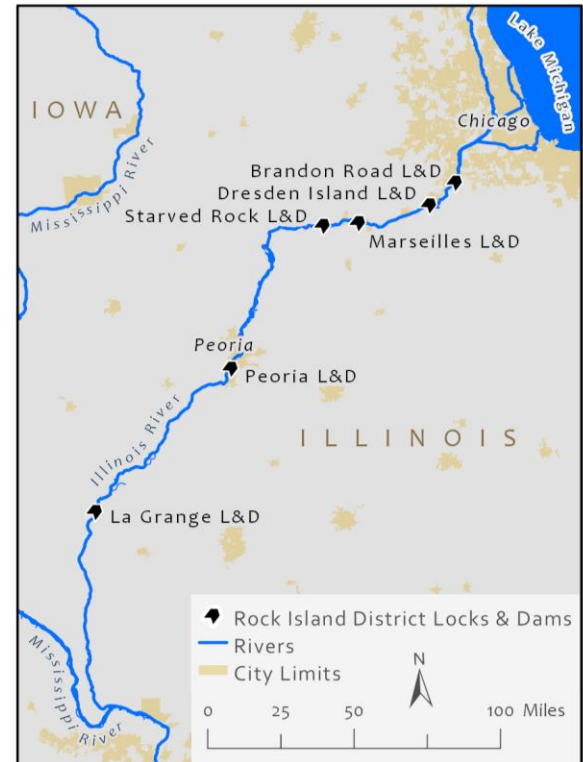 Lake Michigan
IOWA
Chicago
Mississippi River
Brandon Road L&D
Dresden Island L&D
Starved Rock L&D
Marseilles L&D
Peoria
Peoria L&D
Illinois River
ILLINOIS
La Grange L&D
Mississippi River
Rock Island District Locks & Dams
Rivers
City Limits
N
0 25 50 100 Miles